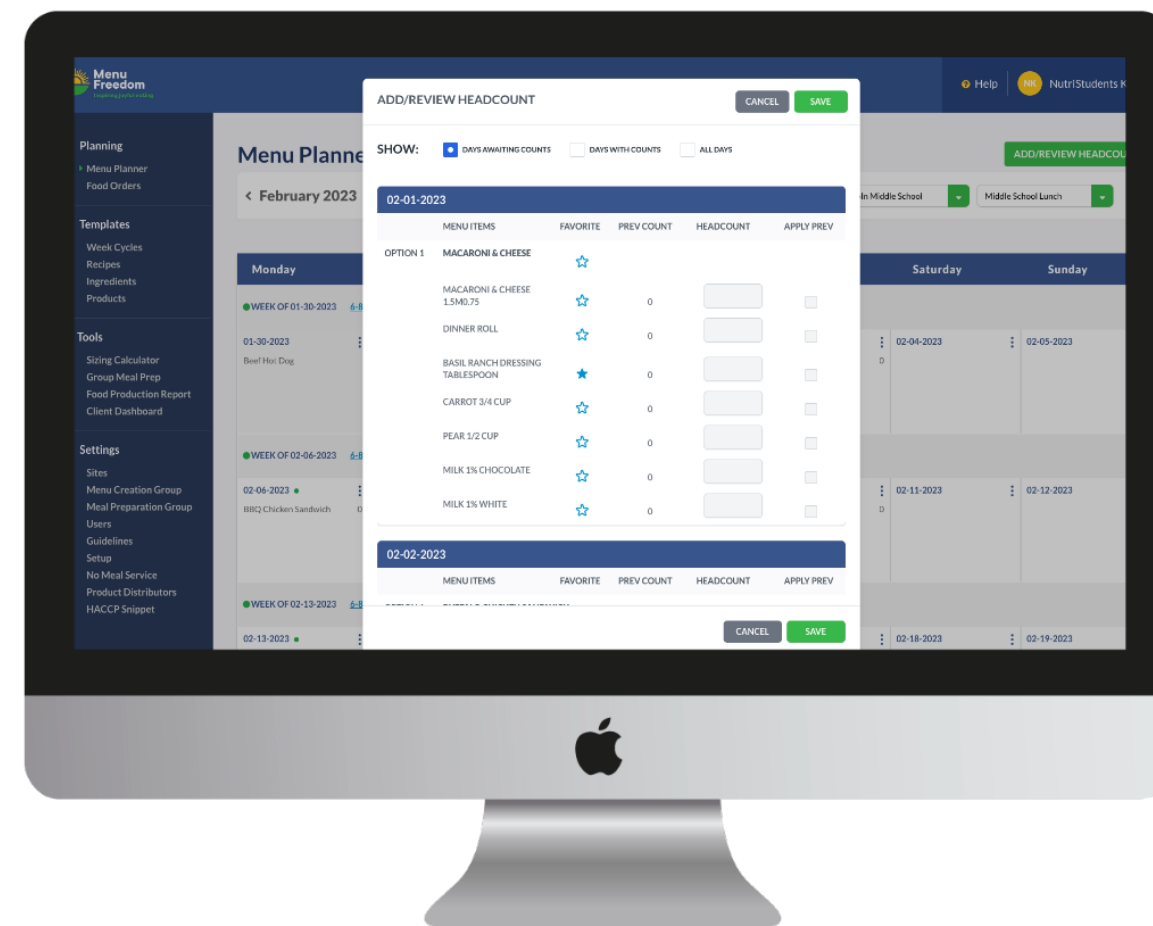 Menu
Freedom
Help
NK
NutriStudents K
Planning
Menu Planner
Food Orders
Templates
Week Cycles
Recipes
Ingredients
Products
Tools
Sizing Calculator
Group Meal Prep
Food Production Report
Client Dashboard
Settings
Sites
Menu Creation Group
Meal Preparation Group
Users
Guidelines
Setup
No Meal Service
Product Distributors
HACCP Snippet
Menu Planne
ADD/REVIEW HEADCOU
< February 2023
ln Middle School
Middle School Lunch
Monday
Saturday
Sunday
WEEK OF 01-30-2023 6-8
01-30-2023
Beef Hot Dog
D
02-04-2023
02-05-2023
WEEK OF 02-06-2023 6-8
02-06-2023
BBQ Chicken Sandwich
D
D
02-11-2023
02-12-2023
WEEK OF 02-13-2023 6-8
02-13-2023
02-18-2023
02-19-2023
ADD/REVIEW HEADCOUNT
CANCEL
SAVE
SHOW: DAYS AWAITING COUNTS DAYS WITH COUNTS ALL DAYS
02-01-2023
MENU ITEMS FAVORITE PREV COUNT HEADCOUNT APPLY PREV
OPTION 1 MACARONI & CHEESE
MACARONI & CHEESE
1.5M0.75 0
DINNER ROLL 0
BASIL RANCH DRESSING
TABLESPOON 0
CARROT 3/4 CUP 0
PEAR 1/2 CUP 0
MILK 1% CHOCOLATE 0
MILK 1% WHITE 0
02-02-2023
MENU ITEMS FAVORITE PREV COUNT HEADCOUNT APPLY PREV
CANCEL
SAVE